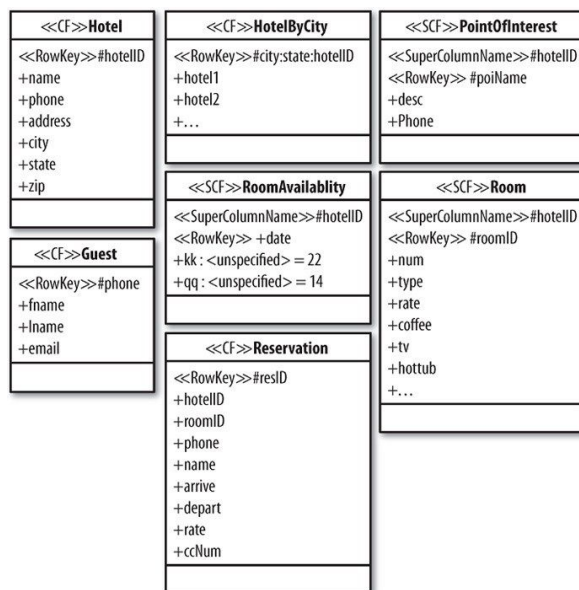 <<CF>>Hotel
<<RowKey>>#hotelID
+name
+phone
+address
+city
+state
+zip
<<CF>>HotelByCity
<<RowKey>>#city:state:hotelID
+hotel1
+hotel2
+...
<<SCF>>PointOfInterest
<<SuperColumnName>>#hotelID
<<RowKey>> #poiName
+desc
+Phone
<<SCF>>RoomAvailablity
<<SuperColumnName>>#hotelID
<<RowKey>> +date
+kk : <unspecified> = 22
+qq : <unspecified> = 14
<<SCF>>Room
<<SuperColumnName>>#hotelID
<<RowKey>> #roomID
+num
+type
+rate
+coffee
+tv
+hottub
+...
<<CF>>Guest
<<RowKey>>#phone
+fname
+lname
+email
<<CF>>Reservation
<<RowKey>>#resID
+hotelID
+roomID
+phone
+name
+arrive
+depart
+rate
+ccNum